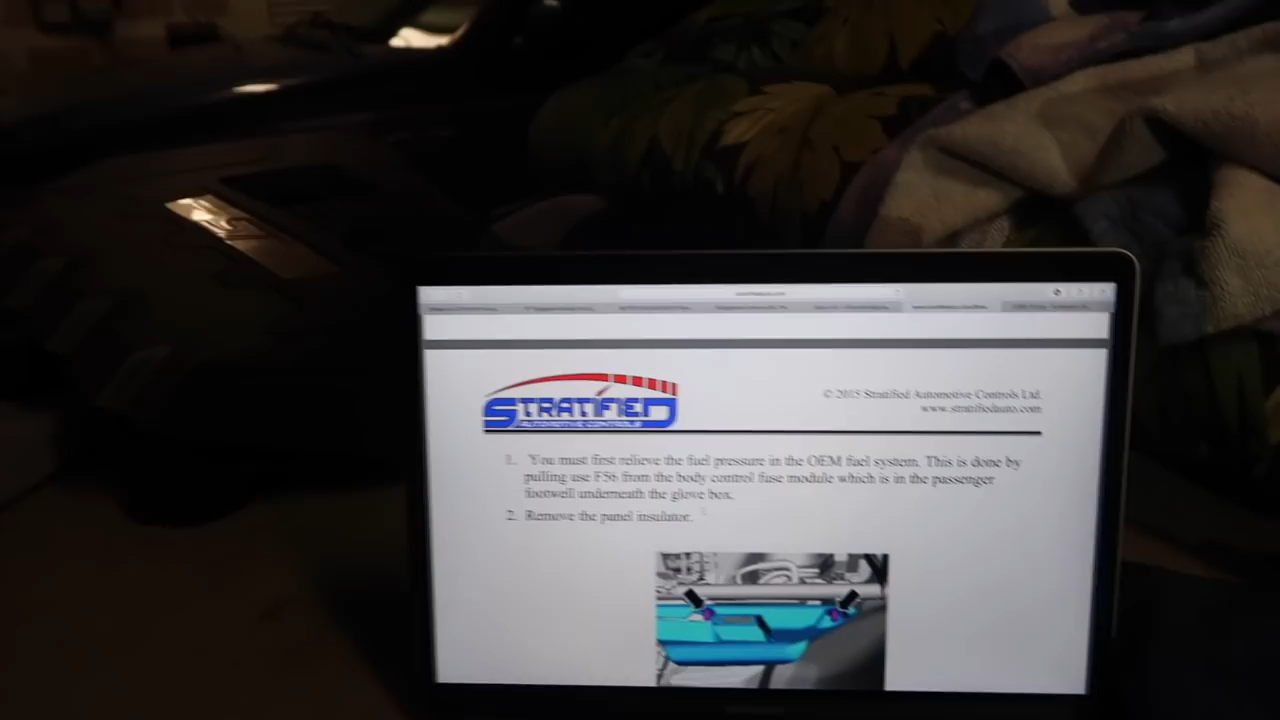 STRATIFIED
AUTOMOTIVE CONTROLS
© 2015 Stratified Automotive Controls Ltd.
www.stratifiedauto.com
1. You must first relieve the fuel pressure in the OEM fuel system. This is done by
pulling use F56 from the body control fuse module which is in the passenger
footwell underneath the glove box.
2. Remove the panel insulator.